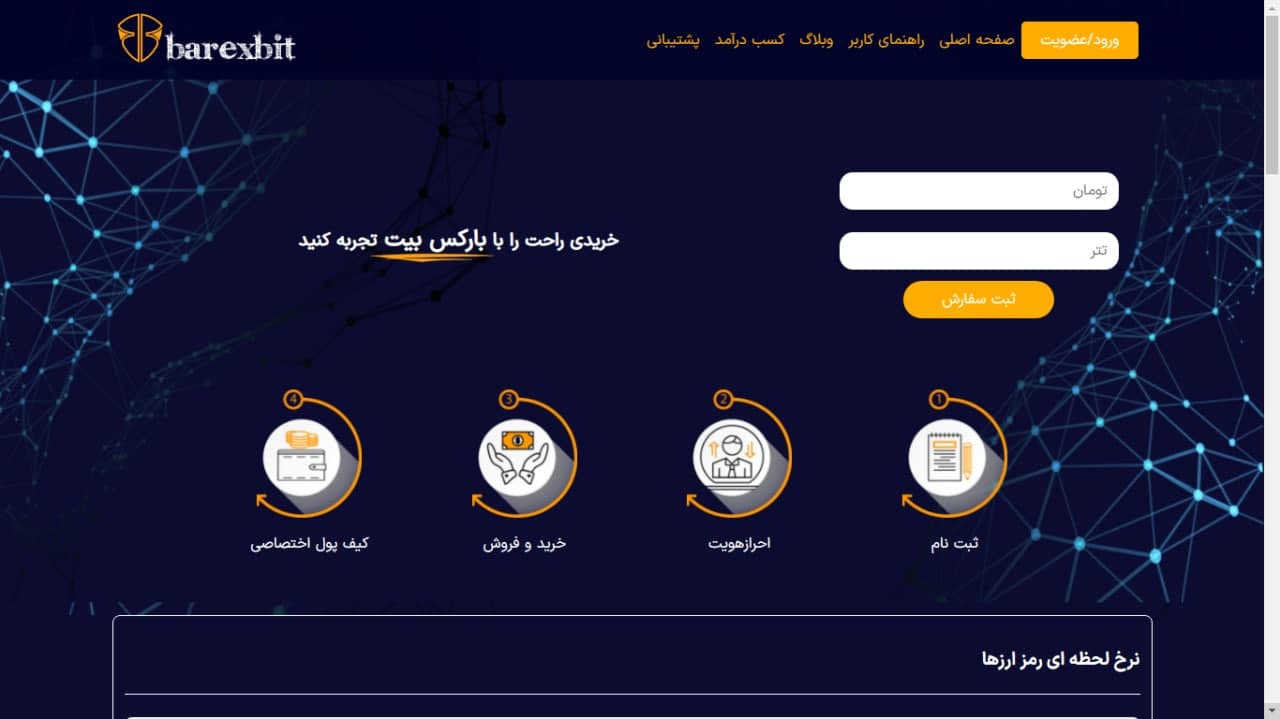 barexbit
ورود/عضویت صفحه اصلی راهنمای کاربر وبلاگ کسب درآمد پشتیبانی
تومان
تتر
ثبت سفارش
خریدی راحت را با بارکس بیت تجربه کنید
1 2 3 4
ثبت نام احرازهویت خرید و فروش کیف پول اختصاصی
نرخ لحظه ای رمز ارزها